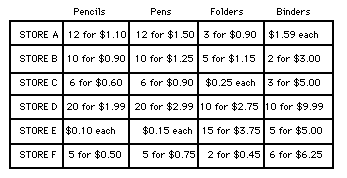 Pencils Pens Folders Binders
STORE A 12 for $1.10 12 for $1.50 3 for $0.90 $1.59 each
STORE B 10 for $0.90 10 for $1.25 5 for $1.15 2 for $3.00
STORE C 6 for $0.60 6 for $0.90 $0.25 each 3 for $5.00
STORE D 20 for $1.99 20 for $2.99 10 for $2.75 10 for $9.99
STORE E $0.10 each $0.15 each 15 for $3.75 5 for $5.00
STORE F 5 for $0.50 5 for $0.75 2 for $0.45 6 for $6.25